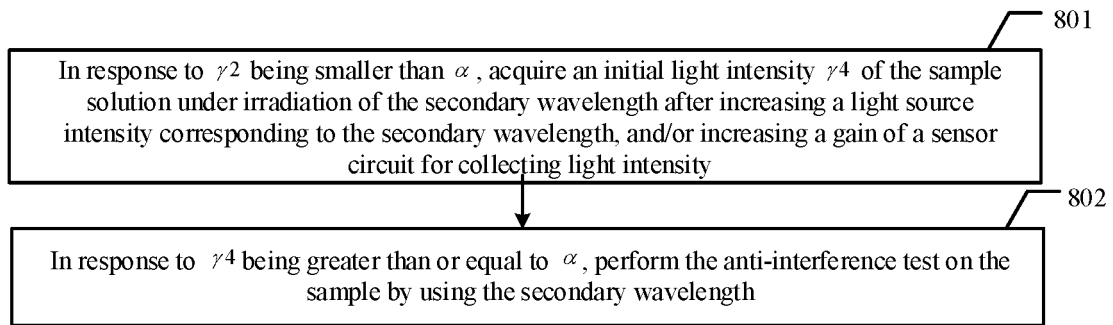 801
In response to γ2 being smaller than α, acquire an initial light intensity γ4 of the sample
solution under irradiation of the secondary wavelength after increasing a light source
intensity corresponding to the secondary wavelength, and/or increasing a gain of a sensor
circuit for collecting light intensity
802
In response to γ4 being greater than or equal to α, perform the anti-interference test on the
sample by using the secondary wavelength